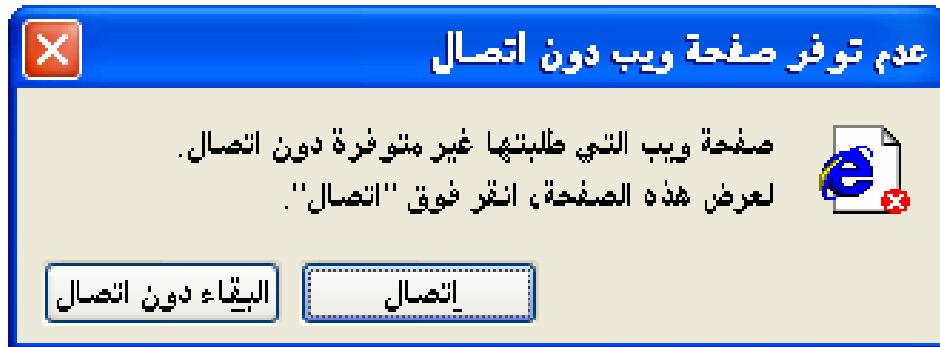 عدم توفر صفحة ويب دون اتصال
صفحة ويب التي طلبتها غير متوفرة دون اتصال.
لعرض هذه الصفحة، انقر فوق "اتصال".
إتصال
البقاء دون اتصال